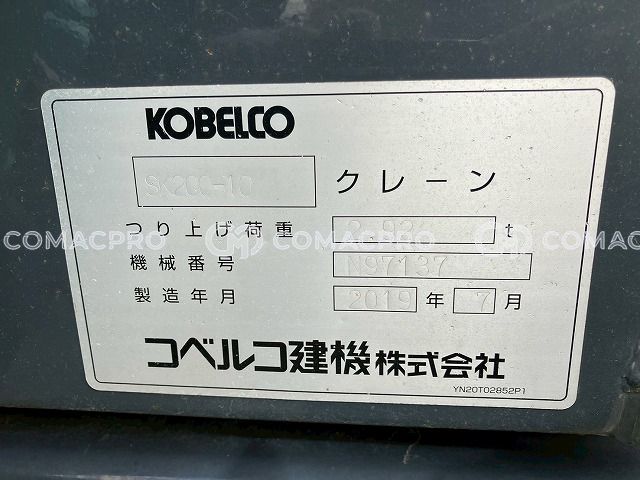 KOBELCO
SK200-10 クレーン
つり上げ荷重 2.93 t
機械番号 N97137
製造年月 2019 年 7 月
コベルコ建機株式会社
YN20T02852P1
COMACPRO COMACPRO COMACPRO